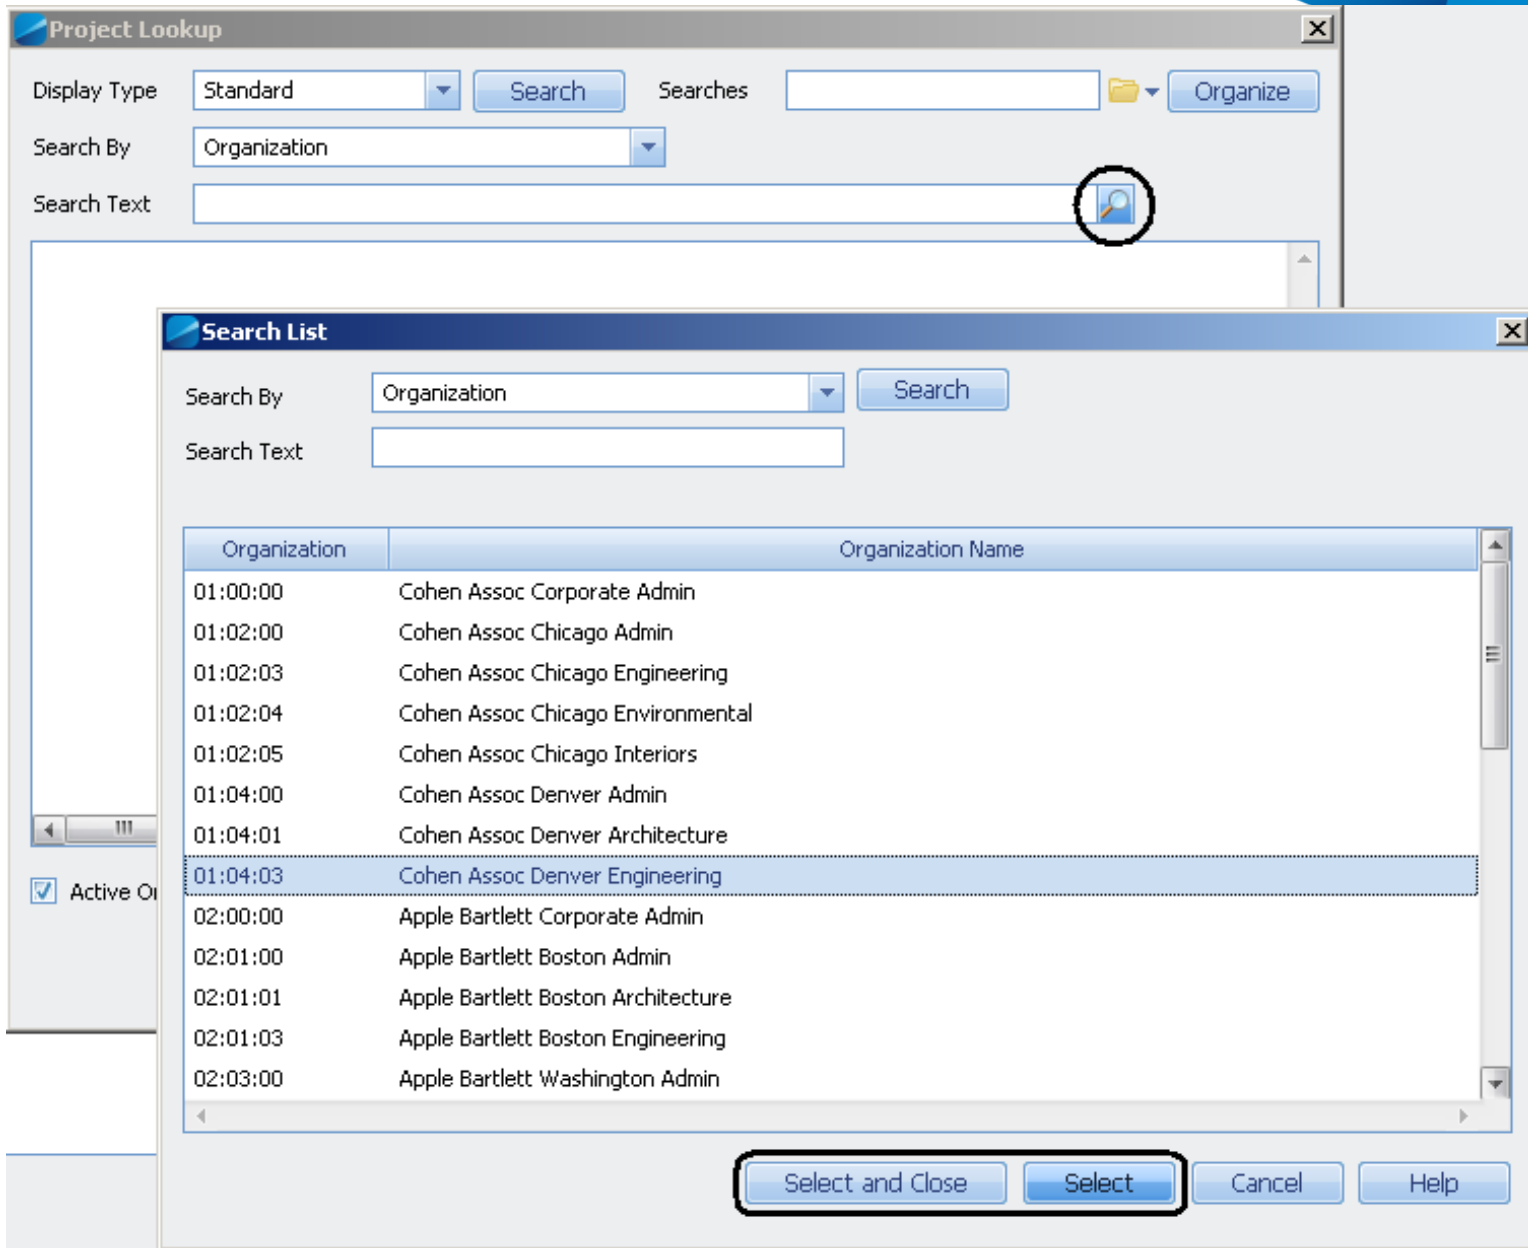 Project Lookup
Display Type Standard Search Searches Organize
Search By Organization
Search Text
Search List
Search By Organization Search
Search Text
Organization Organization Name
01:00:00 Cohen Assoc Corporate Admin
01:02:00 Cohen Assoc Chicago Admin
01:02:03 Cohen Assoc Chicago Engineering
01:02:04 Cohen Assoc Chicago Environmental
01:02:05 Cohen Assoc Chicago Interiors
01:04:00 Cohen Assoc Denver Admin
01:04:01 Cohen Assoc Denver Architecture
01:04:03 Cohen Assoc Denver Engineering
Active
02:00:00 Apple Bartlett Corporate Admin
02:01:00 Apple Bartlett Boston Admin
02:01:01 Apple Bartlett Boston Architecture
02:01:03 Apple Bartlett Boston Engineering
02:03:00 Apple Bartlett Washington Admin
Select and Close Select Cancel Help